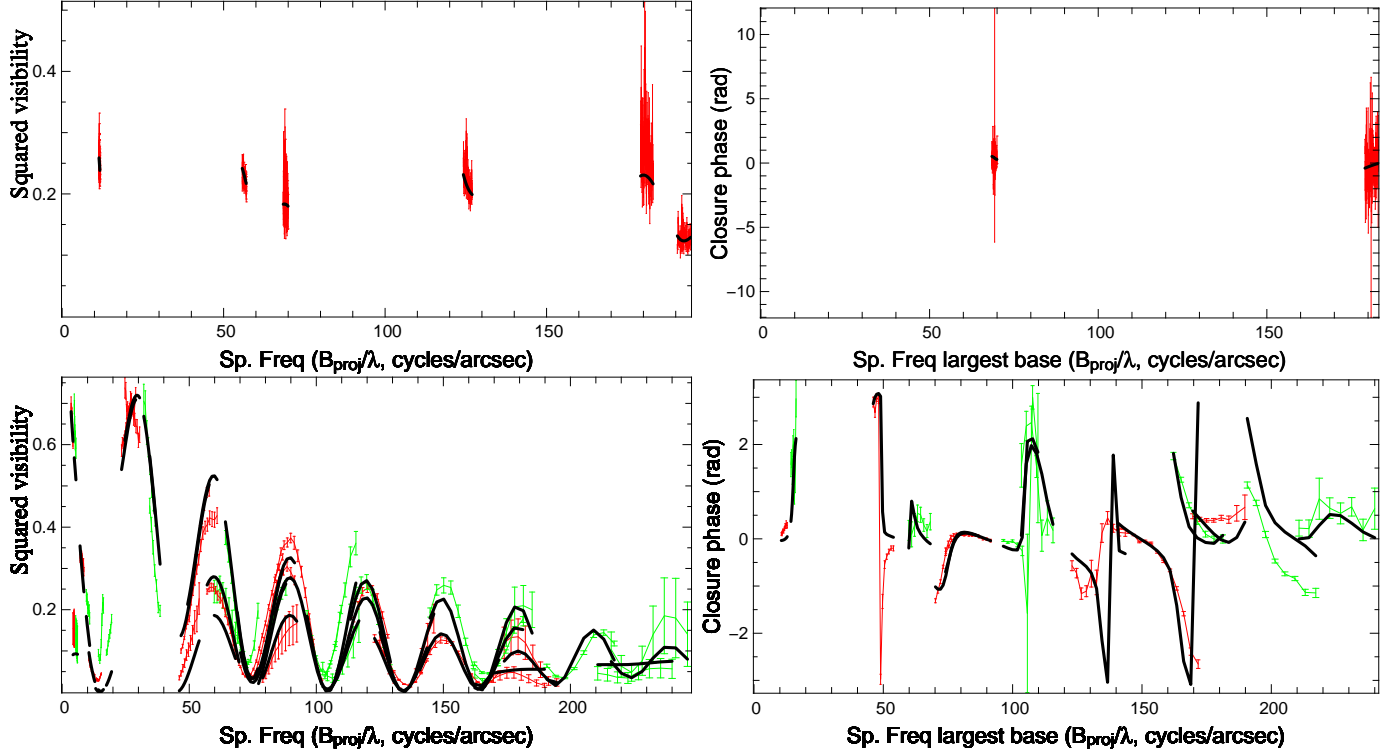 0.4
0.2
Squared visibility
0 50 100 150
Sp. Freq (Bproj/λ, cycles/arcsec)
10
5
0
−5
−10
Closure phase (rad)
0 50 100 150
Sp. Freq largest base (Bproj/λ, cycles/arcsec)
0.6
0.4
0.2
Squared visibility
0 50 100 150 200
Sp. Freq (Bproj/λ, cycles/arcsec)
2
0
−2
Closure phase (rad)
0 50 100 150 200
Sp. Freq largest base (Bproj/λ, cycles/arcsec)